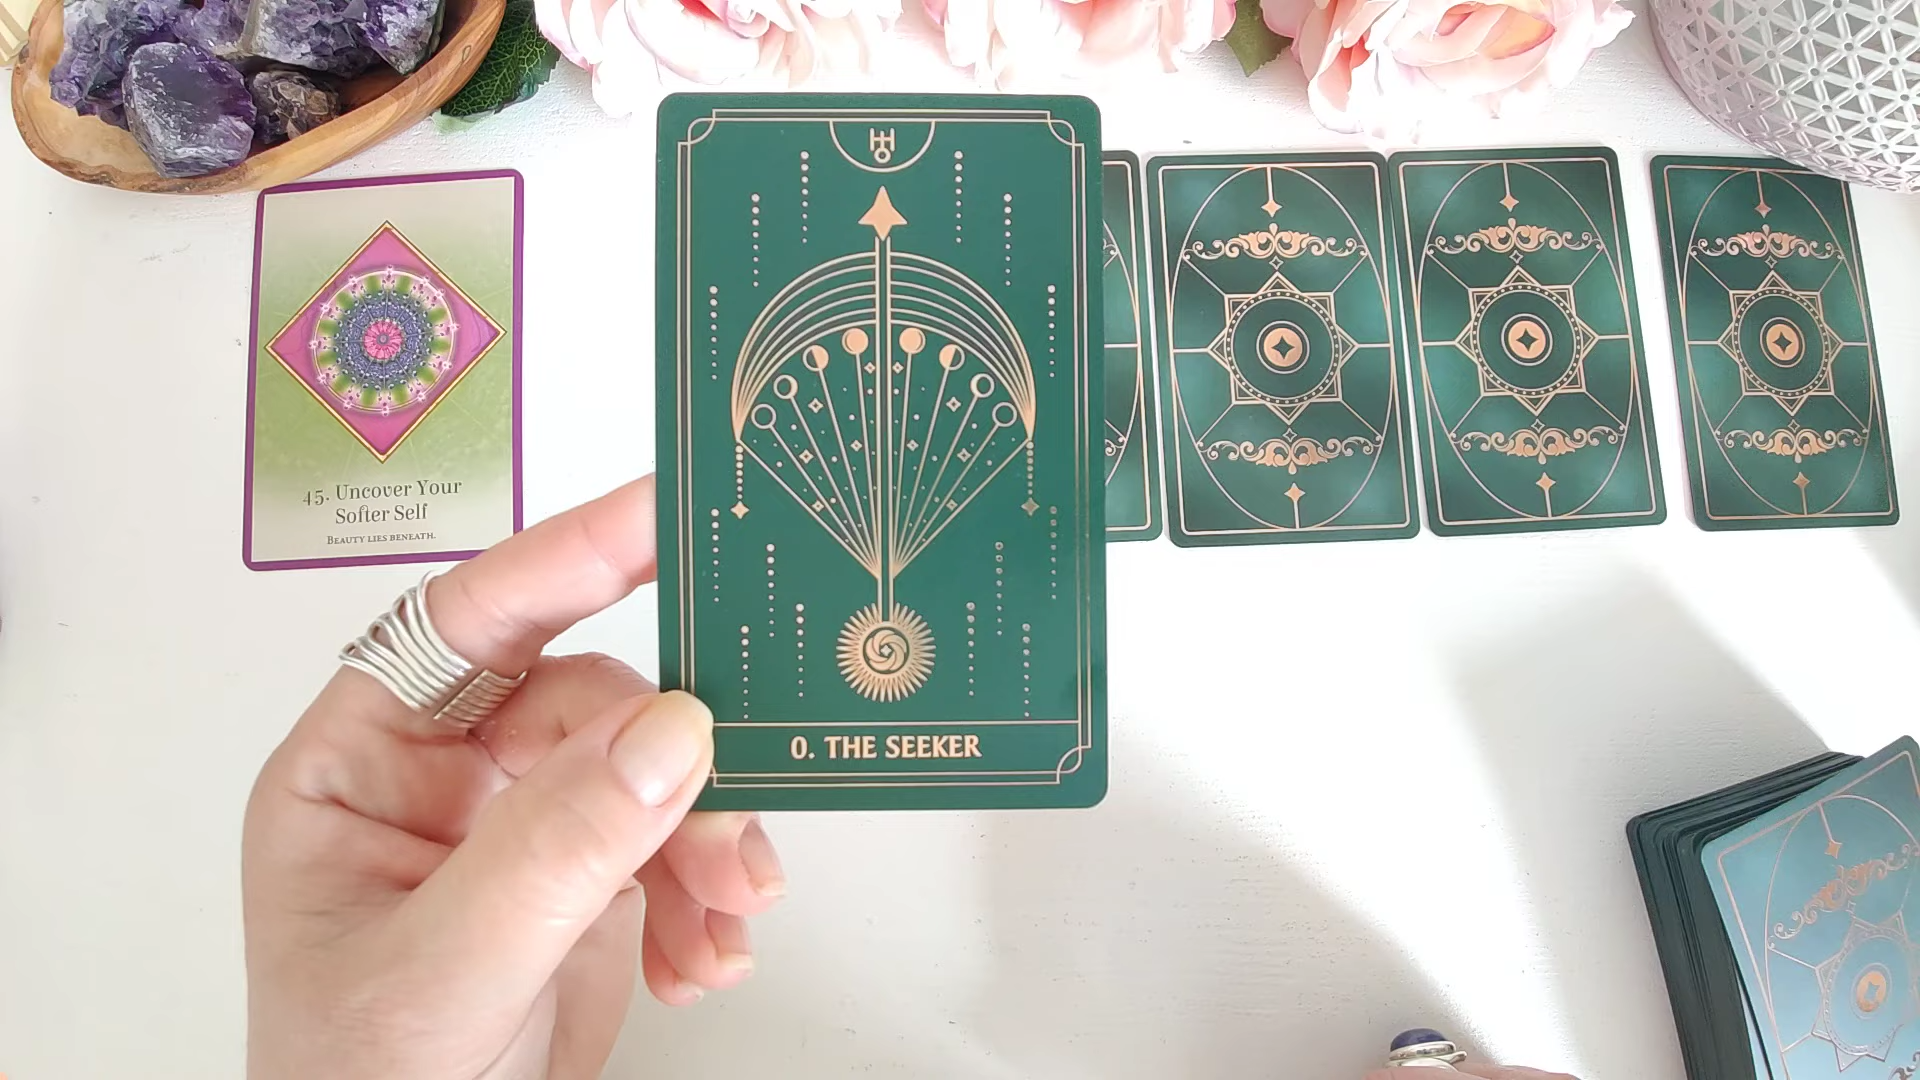 45. Uncover Your
Softer Self
Beauty lies beneath.
0. THE SEEKER